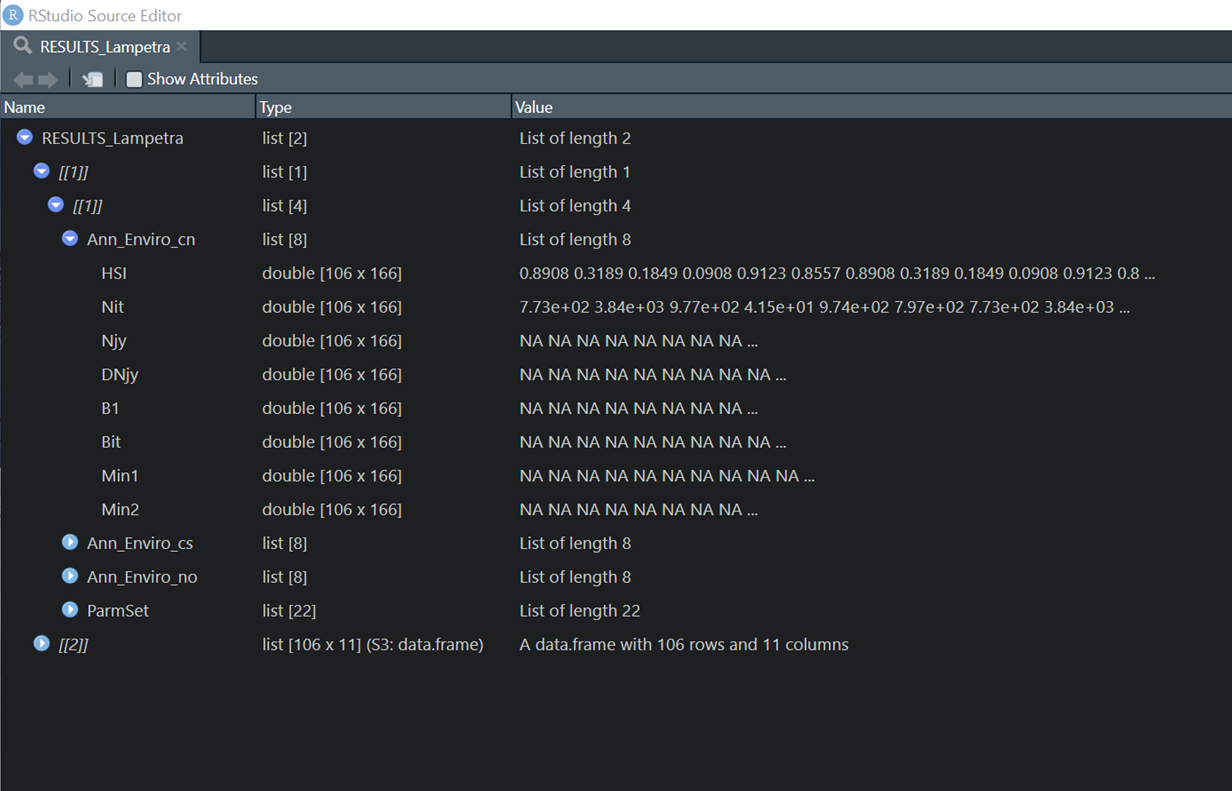 R RStudio Source Editor
RESULTS_Lampetra ×
Show Attributes
Name Type Value
RESULTS_Lampetra list [2] List of length 2
[[1]] list [1] List of length 1
[[1]] list [4] List of length 4
Ann_Enviro_cn list [8] List of length 8
HSI double [106 x 166] 0.8908 0.3189 0.1849 0.0908 0.9123 0.8557 0.8908 0.3189 0.1849 0.0908 0.9123 0.8 ...
Nit double [106 x 166] 7.73e+02 3.84e+03 9.77e+02 4.15e+01 9.74e+02 7.97e+02 7.73e+02 3.84e+03 ...
Njy double [106 x 166] NA NA NA NA NA NA NA NA ...
DNjy double [106 x 166] NA NA NA NA NA NA NA NA NA ...
B1 double [106 x 166] NA NA NA NA NA NA NA NA ...
Bit double [106 x 166] NA NA NA NA NA NA NA NA NA ...
Min1 double [106 x 166] NA NA NA NA NA NA NA NA NA NA ...
Min2 double [106 x 166] NA NA NA NA NA NA NA NA ...
Ann_Enviro_cs list [8] List of length 8
Ann_Enviro_no list [8] List of length 8
ParmSet list [22] List of length 22
[[2]] list [106 x 11] (S3: data.frame) A data.frame with 106 rows and 11 columns